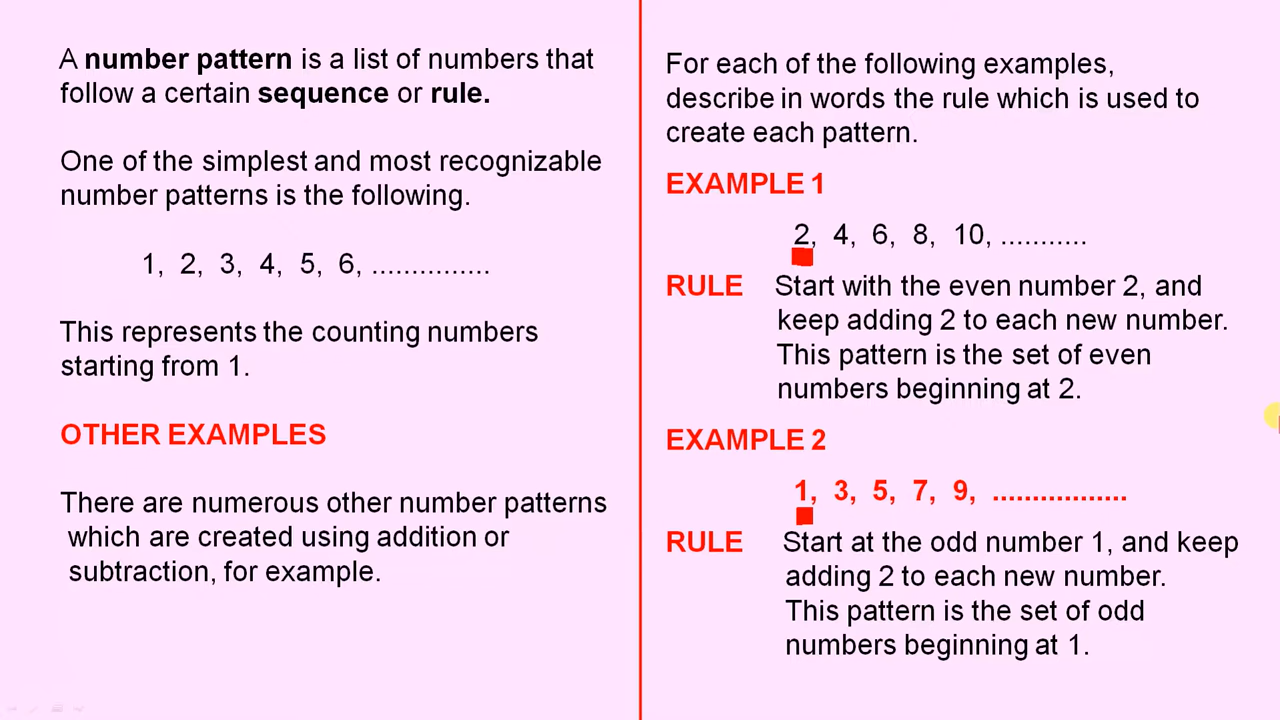 A number pattern is a list of numbers that
follow a certain sequence or rule.
One of the simplest and most recognizable
number patterns is the following.
1, 2, 3, 4, 5, 6, ...............
This represents the counting numbers
starting from 1.
OTHER EXAMPLES
There are numerous other number patterns
which are created using addition or
subtraction, for example.
For each of the following examples,
describe in words the rule which is used to
create each pattern.
EXAMPLE 1
2, 4, 6, 8, 10, ...........
RULE Start with the even number 2, and
keep adding 2 to each new number.
This pattern is the set of even
numbers beginning at 2.
EXAMPLE 2
1, 3, 5, 7, 9, .................
RULE Start at the odd number 1, and keep
adding 2 to each new number.
This pattern is the set of odd
numbers beginning at 1.